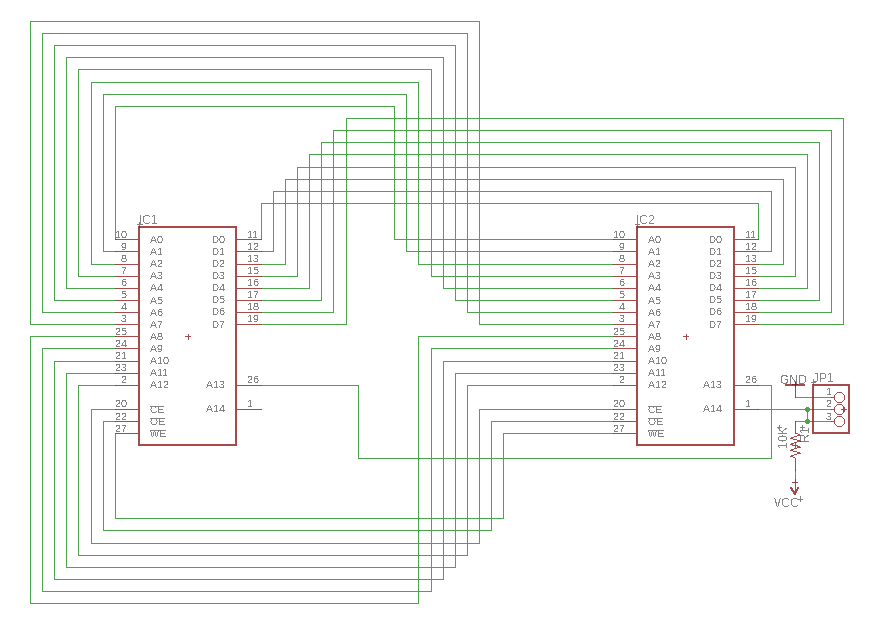 IC1
10 A0 D0 11
9 A1 D1 12
8 A2 D2 13
7 A3 D3 15
6 A4 D4 16
5 A5 D5 17
4 A6 D6 18
3 A7 D7 19
25 A8
24 A9
21 A10
23 A11
2 A12 A13 26
20 CE A14 1
22 OE
27 WE
IC2
10 A0 D0 11
9 A1 D1 12
8 A2 D2 13
7 A3 D3 15
6 A4 D4 16
5 A5 D5 17
4 A6 D6 18
3 A7 D7 19
25 A8
24 A9
21 A10
23 A11
2 A12 A13 26
20 CE A14 1
22 OE
27 WE
GND
JP1
1
2
3
10K
R1
VCC